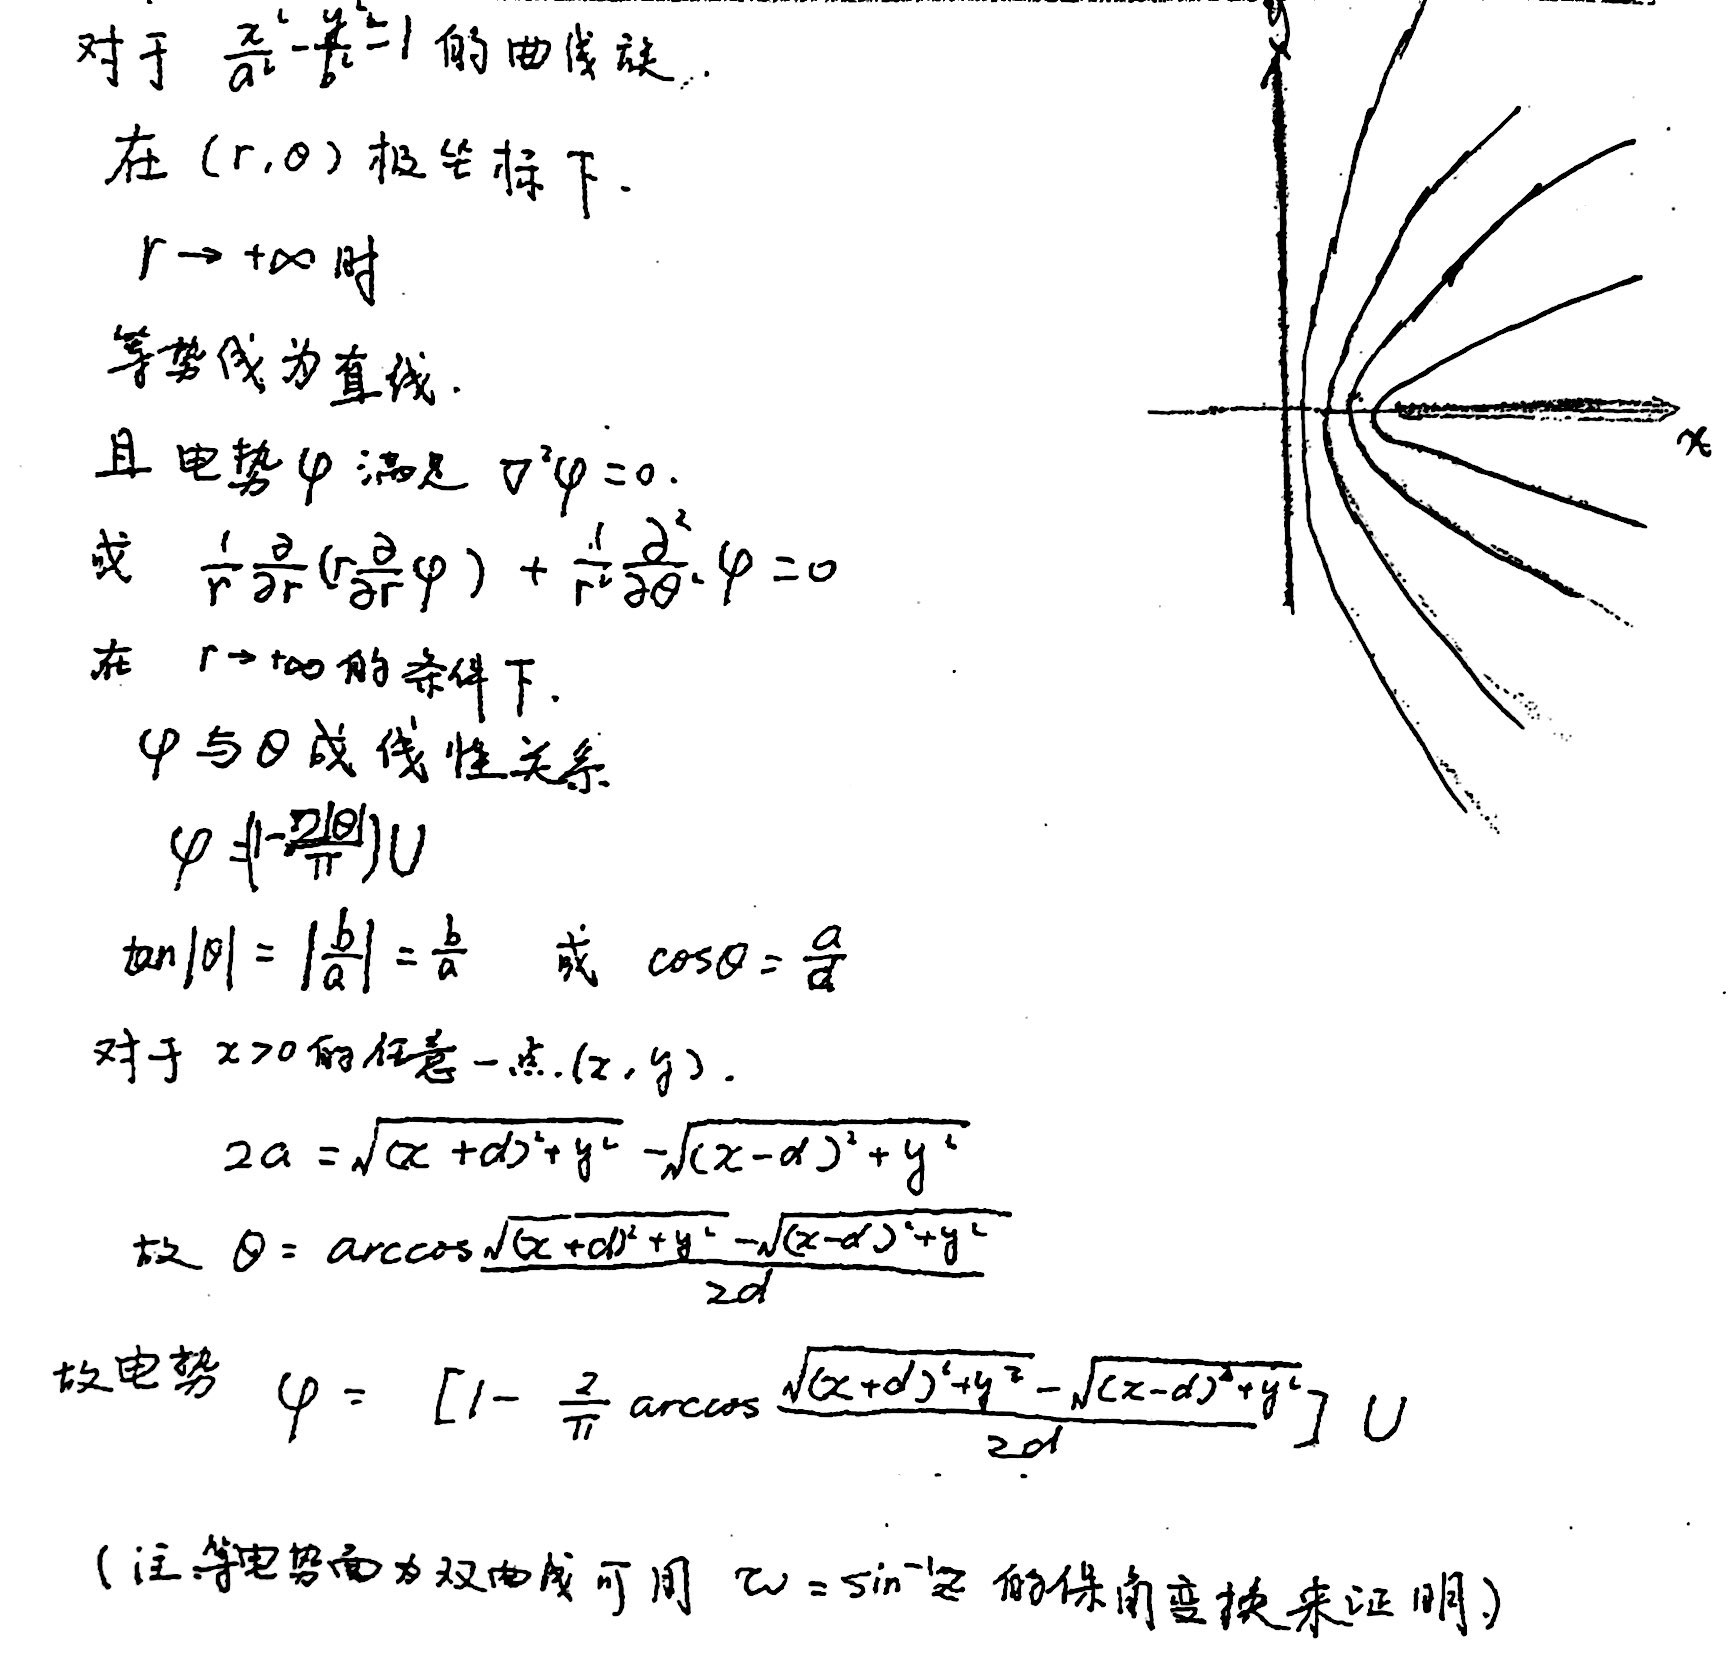 对于 x²/a² - y²/b² = 1 的曲线族.
y
在 (r, θ) 极坐标下.
r → +∞ 时
等势线为直线.
x
且电势 φ 满足 ∇²φ = 0.
或 1/r ∂/∂r (r ∂/∂r φ) + 1/r² ∂²/∂θ² φ = 0
在 r → +∞ 的条件下.
φ 与 θ 成线性关系
φ = (1 - 2|θ|/π) U
tan|θ| = |b/a| = b/a 或 cosθ = a/d
对于 x>0 的任意一点.(x, y).
2a = √((x+d)² + y²) - √((x-d)² + y²)
故 θ = arccos (√((x+d)² + y²) - √((x-d)² + y²))/2d
故电势 φ = [1 - 2/π arccos (√((x+d)² + y²) - √((x-d)² + y²))/2d] U
(注:等电势面为双曲线可用 w = sin⁻¹z 的保角变换来证明.)